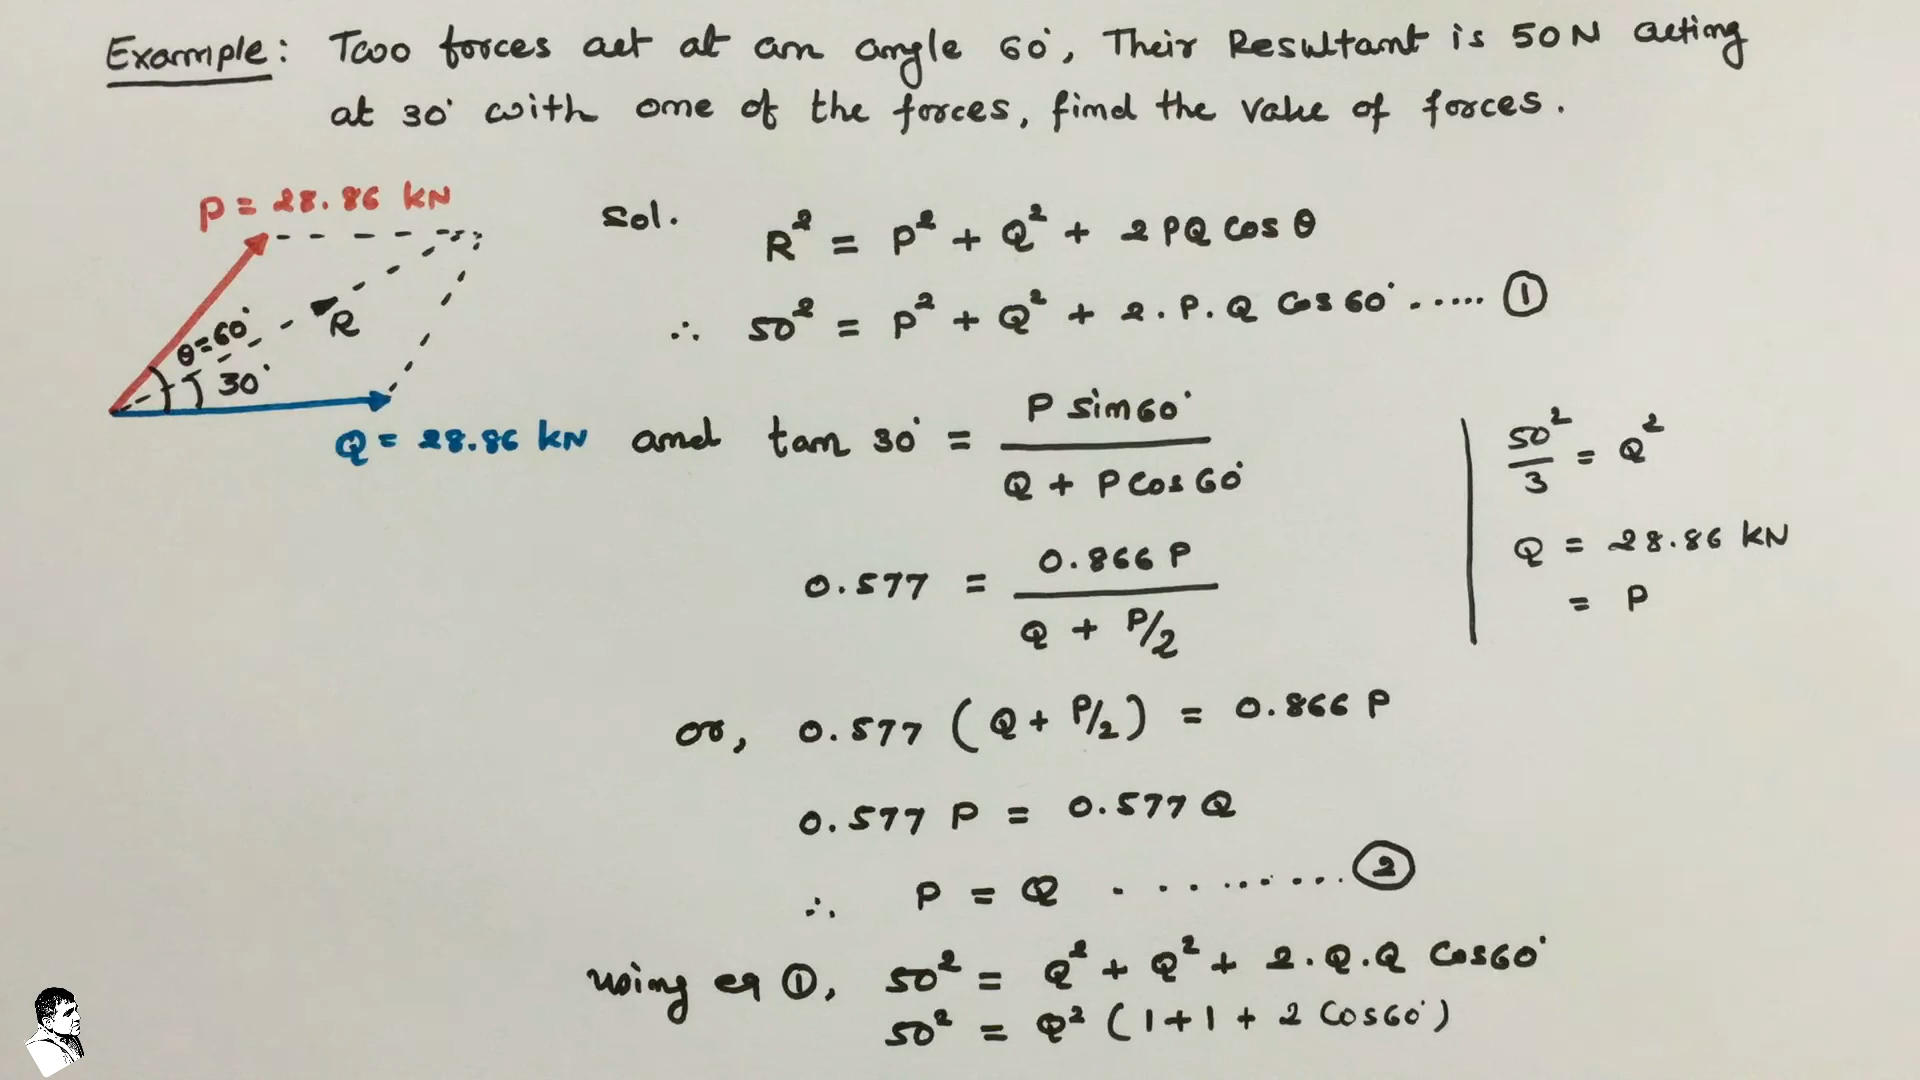 Example: Two forces act at an angle 60°, Their Resultant is 50N acting
at 30° with one of the forces, find the value of forces.
P = 28.86 kN
θ=60°
R
30°
Q = 28.86 kN
Sol.
R² = P² + Q² + 2PQ Cos θ
∴ 50² = P² + Q² + 2.P.Q Cos 60° ....... ①
and tan 30° = P sin60° / Q + P Cos 60°
0.577 = 0.866 P / Q + P/2
or, 0.577 (Q + P/2) = 0.866 P
0.577 P = 0.577 Q
∴ P = Q .......... ②
using eq ①, 50² = Q² + Q² + 2.Q.Q Cos60°
50² = Q² (1+1 + 2 Cos60°)
50² / 3 = Q²
Q = 28.86 kN
= P